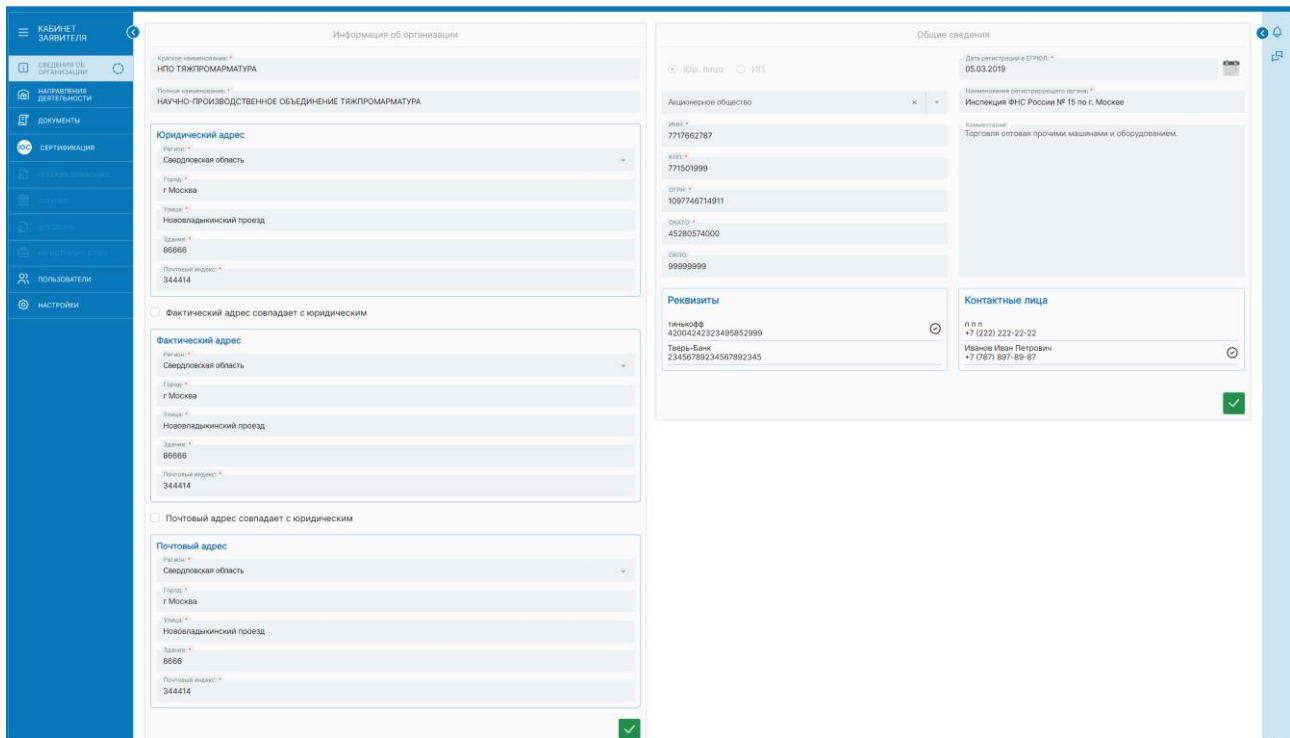 КАБИНЕТ
ЗАЯВИТЕЛЯ
СВЕДЕНИЯ ОБ
ОРГАНИЗАЦИИ
НАПРАВЛЕНИЯ
ДЕЯТЕЛЬНОСТИ
ДОКУМЕНТЫ
СЕРТИФИКАЦИЯ
ПОЛЬЗОВАТЕЛИ
НАСТРОЙКИ
Информация об организации
Краткое наименование: *
НПО ТЯЖПРОМАРМАТУРА
Полное наименование: *
НАУЧНО-ПРОИЗВОДСТВЕННОЕ ОБЪЕДИНЕНИЕ ТЯЖПРОМАРМАТУРА
Юридический адрес
Регион: *
Свердловская область
Город: *
г Москва
Улица: *
Нововладыкинский проезд
Здание: *
86666
Почтовый индекс: *
344414
Фактический адрес совпадает с юридическим
Фактический адрес
Регион: *
Свердловская область
Город: *
г Москва
Улица: *
Нововладыкинский проезд
Здание: *
86666
Почтовый индекс: *
344414
Почтовый адрес совпадает с юридическим
Почтовый адрес
Регион: *
Свердловская область
Город: *
г Москва
Улица: *
Нововладыкинский проезд
Здание: *
8666
Почтовый индекс: *
344414
Общие сведения
Юр. лицо ИП
Дата регистрации в ЕГРЮЛ: *
05.03.2019
Акционерное общество
Наименование регистрирующего органа: *
Инспекция ФНС России № 15 по г. Москве
ИНН: *
7717662787
Комментарий:
Торговля оптовая прочими машинами и оборудованием.
КПП: *
771501999
ОГРН: *
1097746714911
ОКАТО: *
45280574000
ОКПО:
99999999
Реквизиты
тинькофф
42004242323495852999
Тверь-Банк
23456789234567892345
Контактные лица
п п п
+7 (222) 222-22-22
Иванов Иван Петрович
+7 (787) 897-89-87